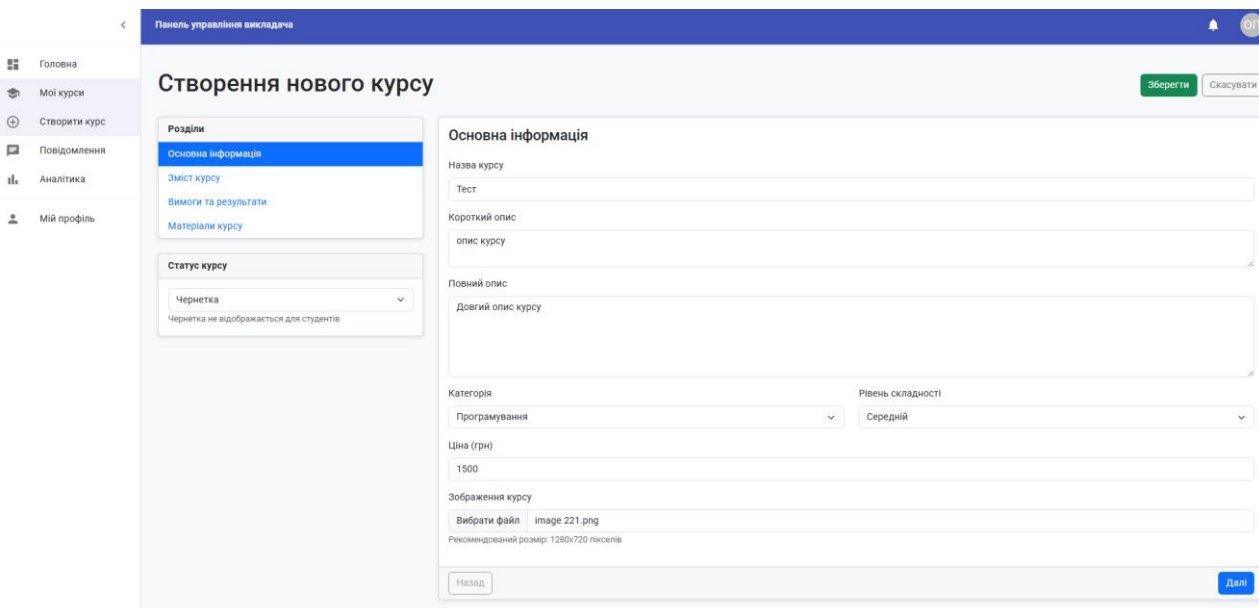 Панель управління викладача
ОП
Головна
Мої курси
Створити курс
Повідомлення
Аналітика
Мій профіль
Створення нового курсу
Зберегти
Скасувати
Розділи
Основна інформація
Зміст курсу
Вимоги та результати
Матеріали курсу
Статус курсу
Чернетка
Чернетка не відображається для студентів
Основна інформація
Назва курсу
Тест
Короткий опис
опис курсу
Повний опис
Довгий опис курсу
Категорія
Програмування
Рівень складності
Середній
Ціна (грн)
1500
Зображення курсу
Вибрати файл image 221.png
Рекомендований розмір: 1280x720 пікселів
Назад
Далі